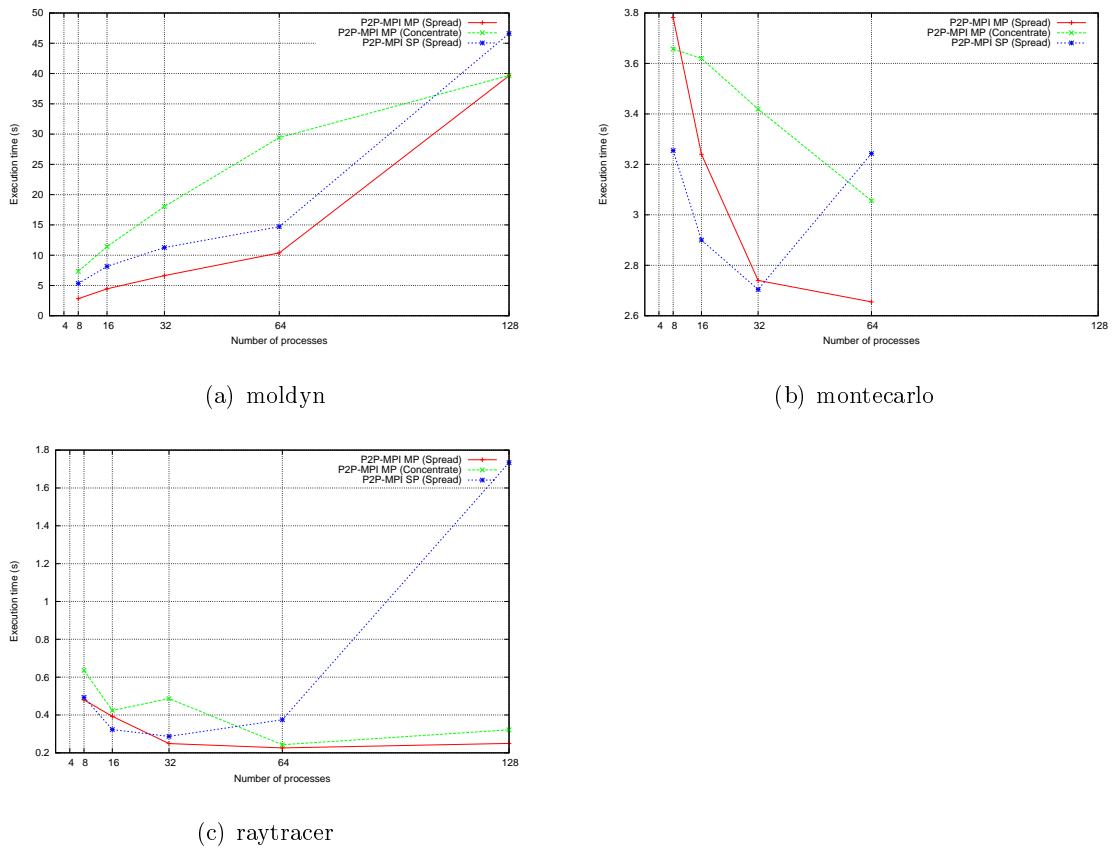 50
45
40
35
30
25
20
15
10
5
0
4 8 16 32 64 128
Execution time (s)
Number of processes
P2P-MPI MP (Spread)
P2P-MPI MP (Concentrate)
P2P-MPI SP (Spread)
(a) moldyn
3.8
3.6
3.4
3.2
3
2.8
2.6
4 8 16 32 64 128
Execution time (s)
Number of processes
P2P-MPI MP (Spread)
P2P-MPI MP (Concentrate)
P2P-MPI SP (Spread)
(b) montecarlo
1.8
1.6
1.4
1.2
1
0.8
0.6
0.4
0.2
4 8 16 32 64 128
Execution time (s)
Number of processes
P2P-MPI MP (Spread)
P2P-MPI MP (Concentrate)
P2P-MPI SP (Spread)
(c) raytracer